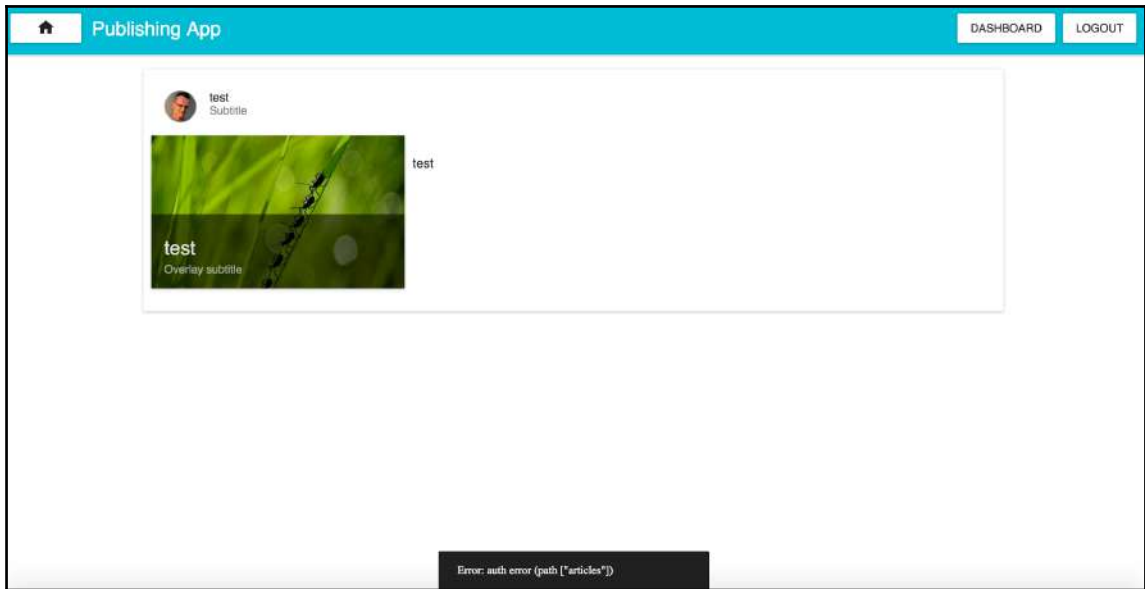 Publishing App
DASHBOARD
LOGOUT
test
Subtitle
test
test
Overlay subtitle
Error: auth error (path ["articles"])